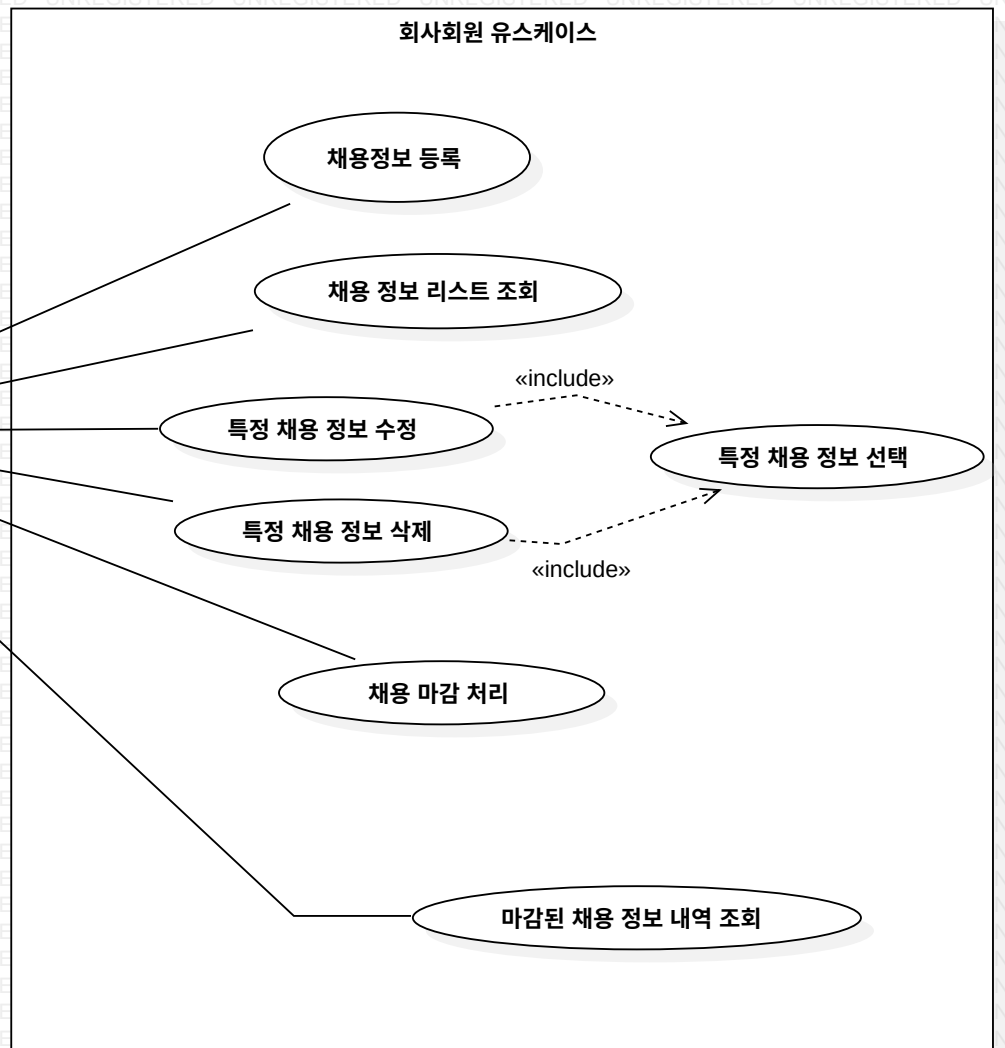 회사회원 유스케이스
채용정보 등록
채용 정보 리스트 조회
«include»
특정 채용 정보 수정
특정 채용 정보 선택
특정 채용 정보 삭제
«include»
채용 마감 처리
마감된 채용 정보 내역 조회